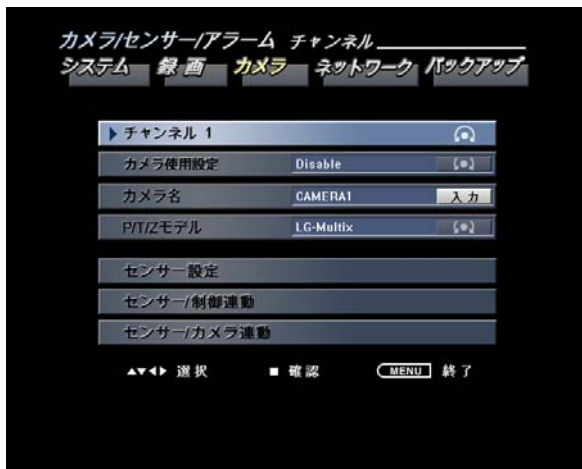 カメラ/センサー/アラーム チャンネル
システム 録画 カメラ ネットワーク バックアップ
チャンネル 1
カメラ使用設定 Disable
カメラ名 CAMERA1 入力
P/T/Zモデル LG-Multix
センサー設定
センサー/制御連動
センサー/カメラ連動
▲▼◀▶ 選択 ■ 確認 MENU 終了